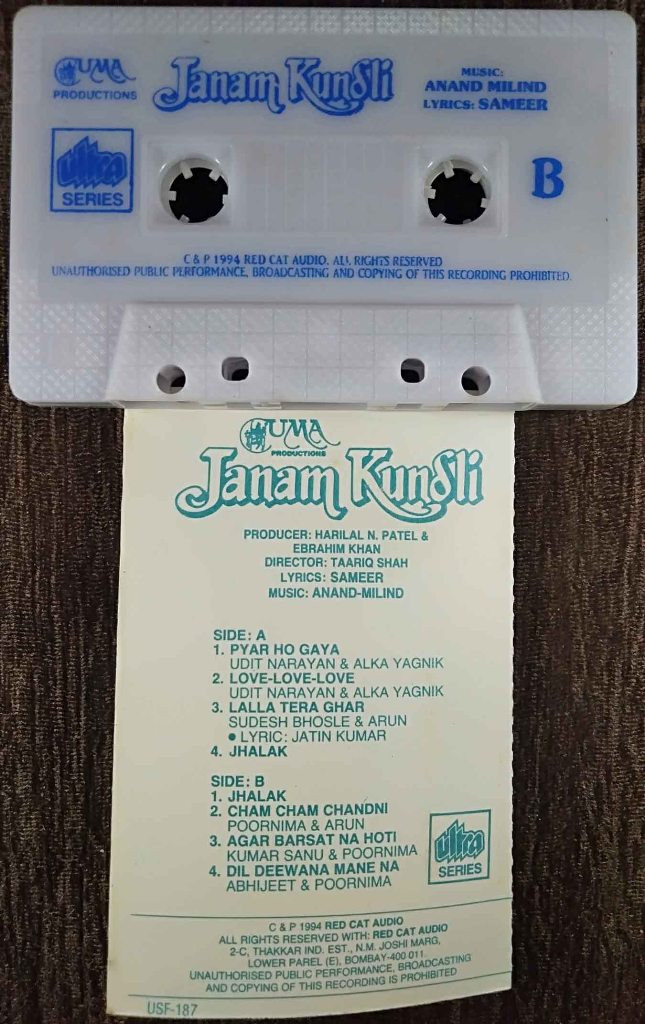 UMA
PRODUCTIONS
Janam Kundli
MUSIC:
ANAND MILIND
LYRICS: SAMEER
ultra
SERIES
B
C & P 1994 RED CAT AUDIO. ALL RIGHTS RESERVED
UNAUTHORISED PUBLIC PERFORMANCE, BROADCASTING AND COPYING OF THIS RECORDING PROHIBITED.
UMA
PRODUCTIONS
Janam Kundli
PRODUCER: HARILAL N. PATEL &
EBRAHIM KHAN
DIRECTOR: TAARIQ SHAH
LYRICS: SAMEER
MUSIC: ANAND-MILIND
SIDE: A
1. PYAR HO GAYA
UDIT NARAYAN & ALKA YAGNIK
2. LOVE-LOVE-LOVE
UDIT NARAYAN & ALKA YAGNIK
3. LALLA TERA GHAR
SUDESH BHOSLE & ARUN
● LYRIC: JATIN KUMAR
4. JHALAK
SIDE: B
1. JHALAK
2. CHAM CHAM CHANDNI
POORNIMA & ARUN
3. AGAR BARSAT NA HOTI
KUMAR SANU & POORNIMA
4. DIL DEEWANA MANE NA
ABHIJEET & POORNIMA
ultra
SERIES
C & P 1994 RED CAT AUDIO
ALL RIGHTS RESERVED WITH: RED CAT AUDIO
2-C, THAKKAR IND. EST., N.M. JOSHI MARG,
LOWER PAREL (E), BOMBAY-400 011
UNAUTHORISED PUBLIC PERFORMANCE, BROADCASTING
AND COPYING OF THIS RECORDING IS PROHIBITED
USF-187